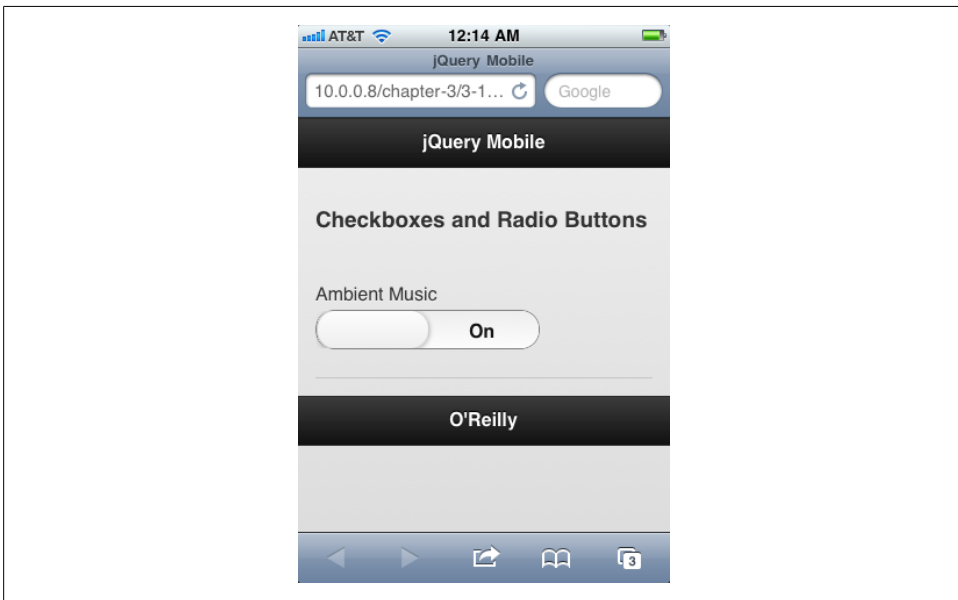 AT&T 12:14 AM
jQuery Mobile
10.0.0.8/chapter-3/3-1... Google
jQuery Mobile
Checkboxes and Radio Buttons
Ambient Music
On
O'Reilly
3